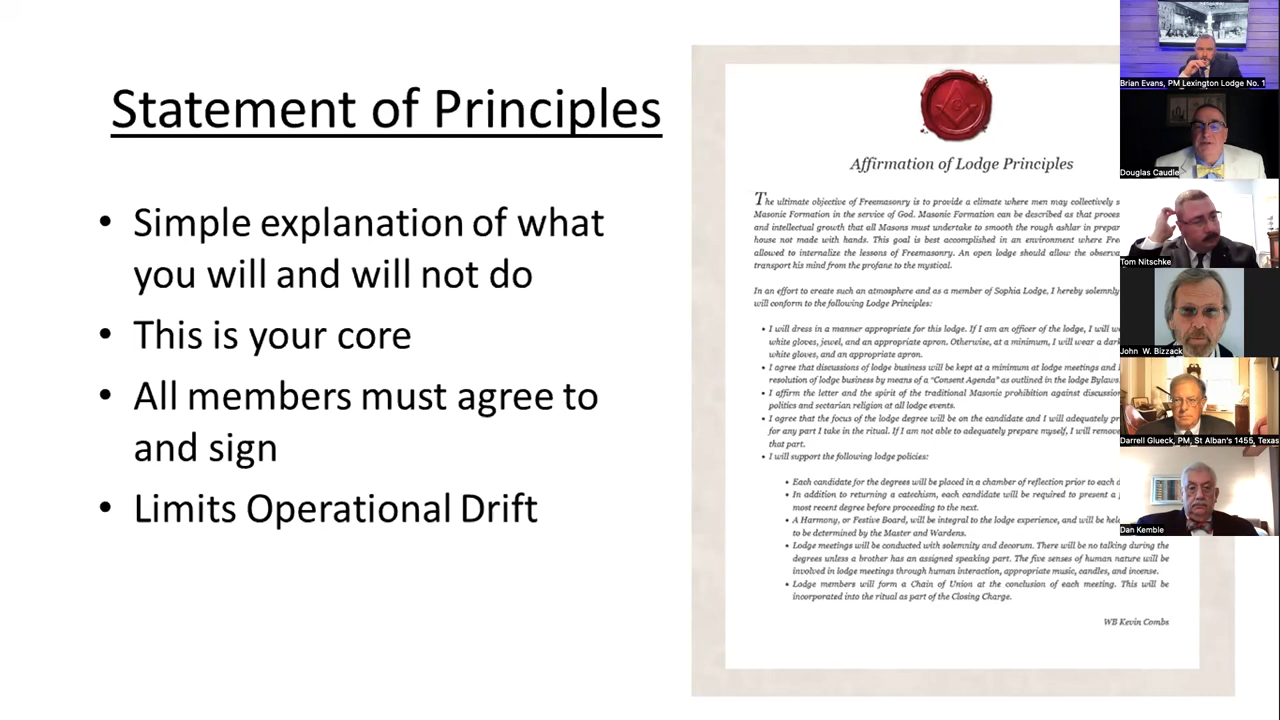 Statement of Principles
• Simple explanation of what
you will and will not do
• This is your core
• All members must agree to
and sign
• Limits Operational Drift
Affirmation of Lodge Principles
The ultimate objective of Freemasonry is to provide a climate where men may collectively
Masonic Formation in the service of God. Masonic Formation can be described as that
and intellectual growth that all Masons must undertake to smooth the rough ashlar in
house not made with hands. This goal is best accomplished in an environment where
allowed to internalize the lessons of Freemasonry. An open lodge should allow the
transport his mind from the profane to the mystical.
In an effort to create such an atmosphere and as a member of Sophia Lodge, I hereby solemnly
will conform to the following Lodge Principles:
• I will dress in a manner appropriate for this lodge. If I am an officer of the lodge, I will
white gloves, jewel, and an appropriate apron. Otherwise, at a minimum, I will wear a
white gloves, and an appropriate apron.
• I agree that discussions of lodge business will be kept at a minimum at lodge meetings and
resolution of lodge business by means of a "Consent Agenda" as outlined in the lodge Bylaws
• I affirm the letter and the spirit of the traditional Masonic prohibition against
politics and sectarian religion at all lodge events.
• I agree that the focus of the lodge degree will be on the candidate and I will adequately
for any part I take in the ritual. If I am not able to adequately prepare myself, I will
that part.
• I will support the following lodge policies:
• Each candidate for the degrees will be placed in a chamber of reflection prior to each
• In addition to returning a catechism, each candidate will be required to present a
most recent degree before proceeding to the next.
• A Harmony, or Festive Board, will be integral to the lodge experience, and will be
to be determined by the Master and Wardens.
• Lodge meetings will be conducted with solemnity and decorum. There will be no talking during the
degrees unless a brother has an assigned speaking part. The five senses of human nature will be
involved in lodge meetings through human interaction, appropriate music, candles, and incense.
• Lodge members will form a Chain of Union at the conclusion of each meeting. This will be
incorporated into the ritual as part of the Closing Charge.
WB Kevin Combs
Brian Evans, PM Lexington Lodge No. 1
Douglas Caudle
Tom Nitschke
John W. Bizzack
Darrell Glueck, PM, St Alban's 1455, Texas
Dan Kemble